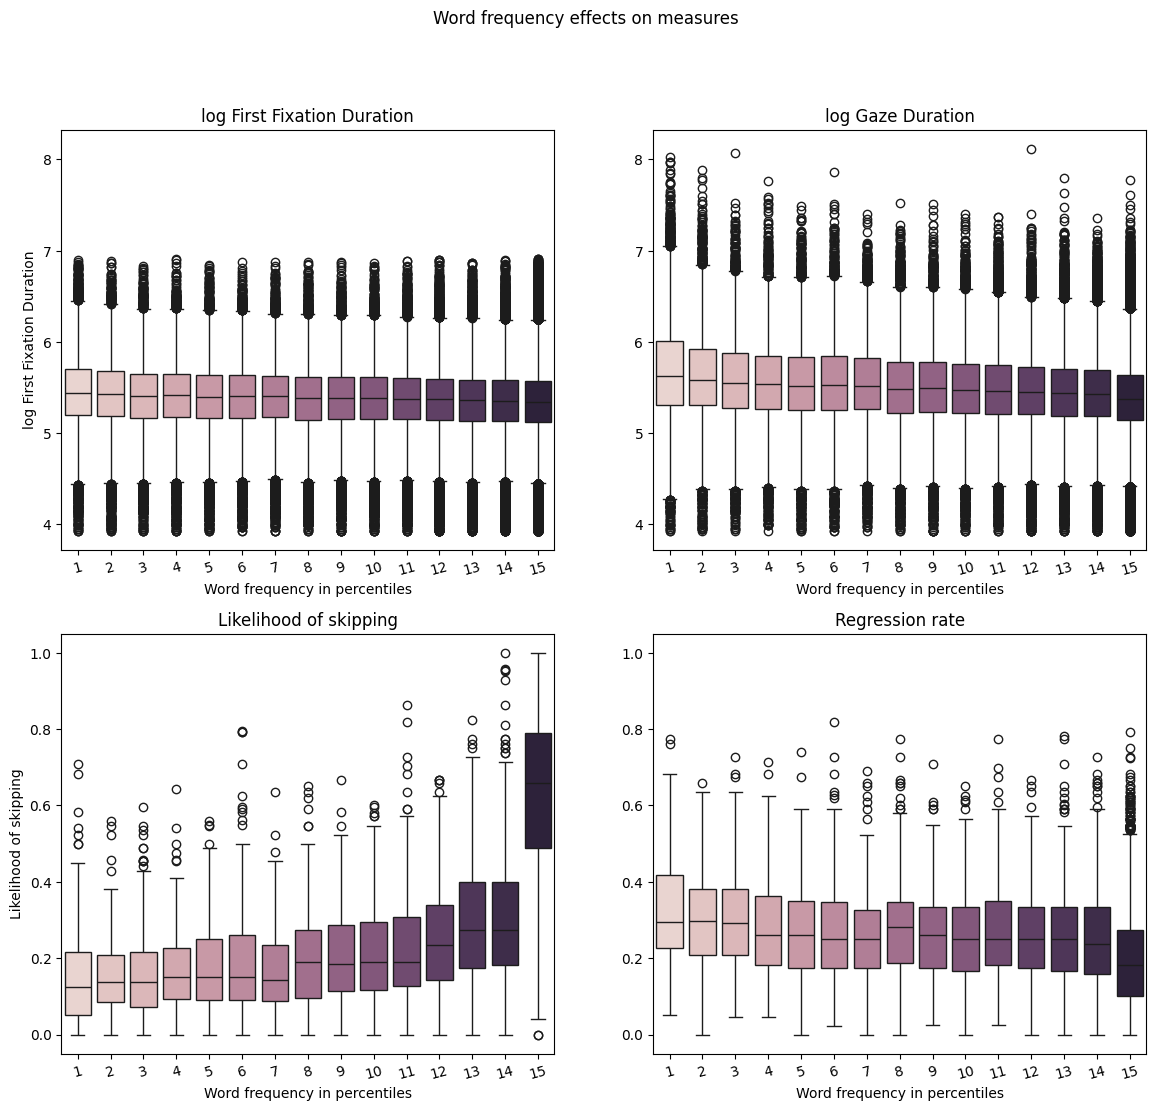 Word frequency effects on measures
log First Fixation Duration
log First Fixation Duration
8
7
6
5
4
1 2 3 4 5 6 7 8 9 10 11 12 13 14 15
Word frequency in percentiles
log Gaze Duration
8
7
6
5
4
1 2 3 4 5 6 7 8 9 10 11 12 13 14 15
Word frequency in percentiles
Likelihood of skipping
Likelihood of skipping
1.0
0.8
0.6
0.4
0.2
0.0
1 2 3 4 5 6 7 8 9 10 11 12 13 14 15
Word frequency in percentiles
Regression rate
1.0
0.8
0.6
0.4
0.2
0.0
1 2 3 4 5 6 7 8 9 10 11 12 13 14 15
Word frequency in percentiles